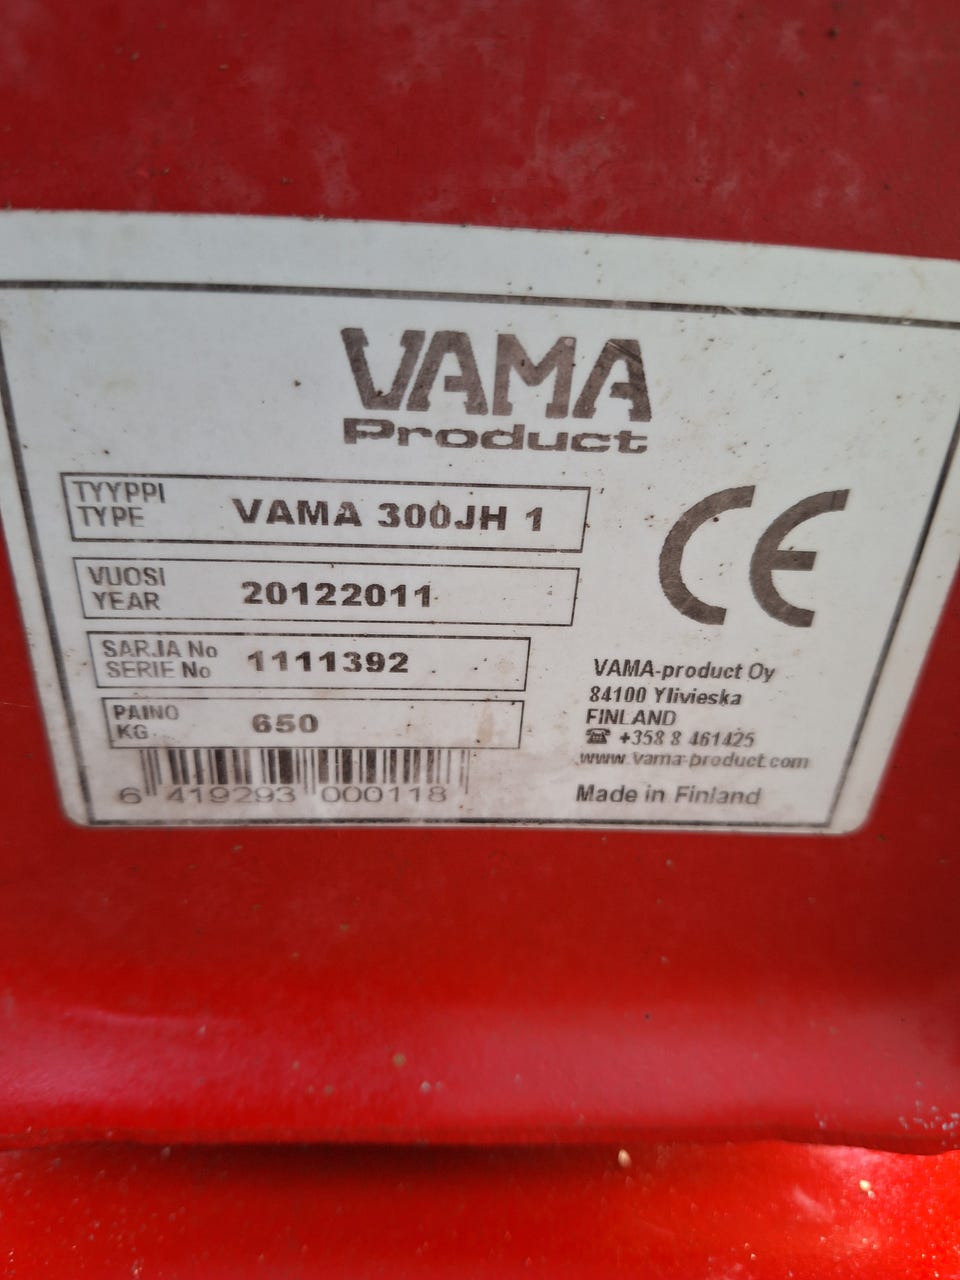 VAMA
Product
TYYPPI
TYPE
VAMA 300JH 1
VUOSI
YEAR
20122011
SARJA No
SERIE No
1111392
PAINO
KG
650
6 419293 000118
CE
VAMA-product Oy
84100 Ylivieska
FINLAND
☎ +358 8 461425
www.vama-product.com
Made in Finland